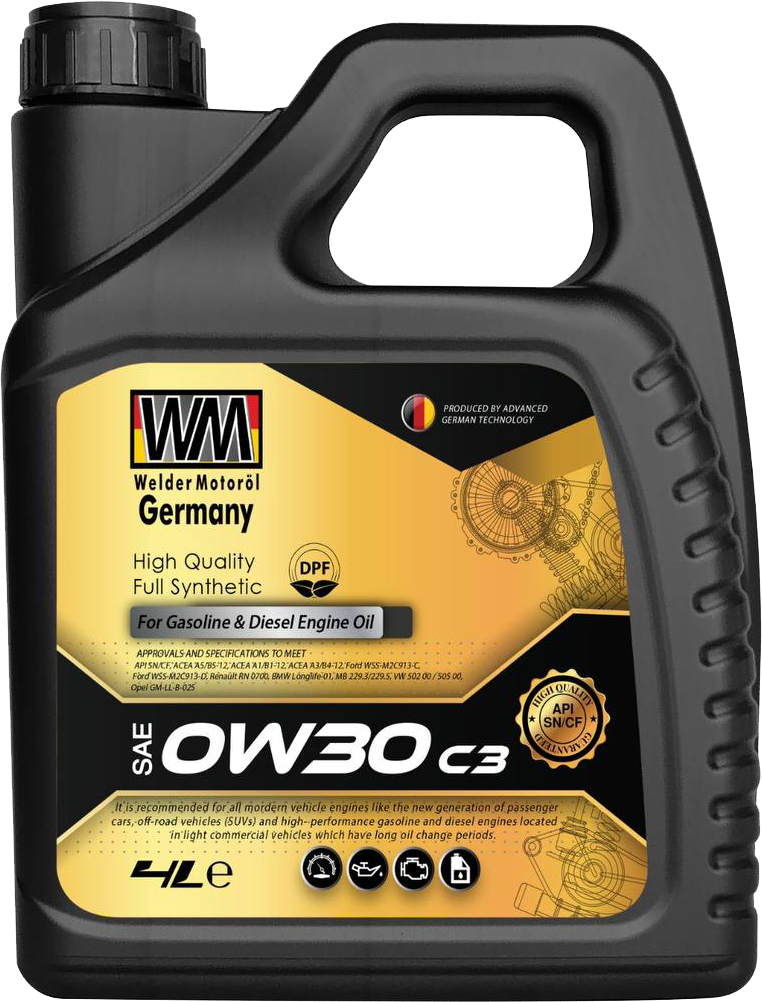 WM
Welder Motoröl
Germany
PRODUCED BY ADVANCED
GERMAN TECHNOLOGY
High Quality
Full Synthetic
DPF
For Gasoline & Diesel Engine Oil
APPROVALS AND SPECIFICATIONS TO MEET
API SN/CF, ACEA A5/B5-12, ACEA A1/B1-12, ACEA A3/B4-12, Ford WSS-M2C913-C,
Ford WSS-M2C913-D, Renault RN 0700, BMW Longlife-01, MB 229.3/229.5, VW 502 00 / 505 00,
Opel GM-LL-B-025
HIGH QUALITY
API
SN/CF
GUARANTEED
SAE 0W30 C3
It is recommended for all mordern vehicle engines like the new generation of passenger
cars, off-road vehicles (SUVs) and high-performance gasoline and diesel engines located
in light commercial vehicles which have long oil change periods.
4L e